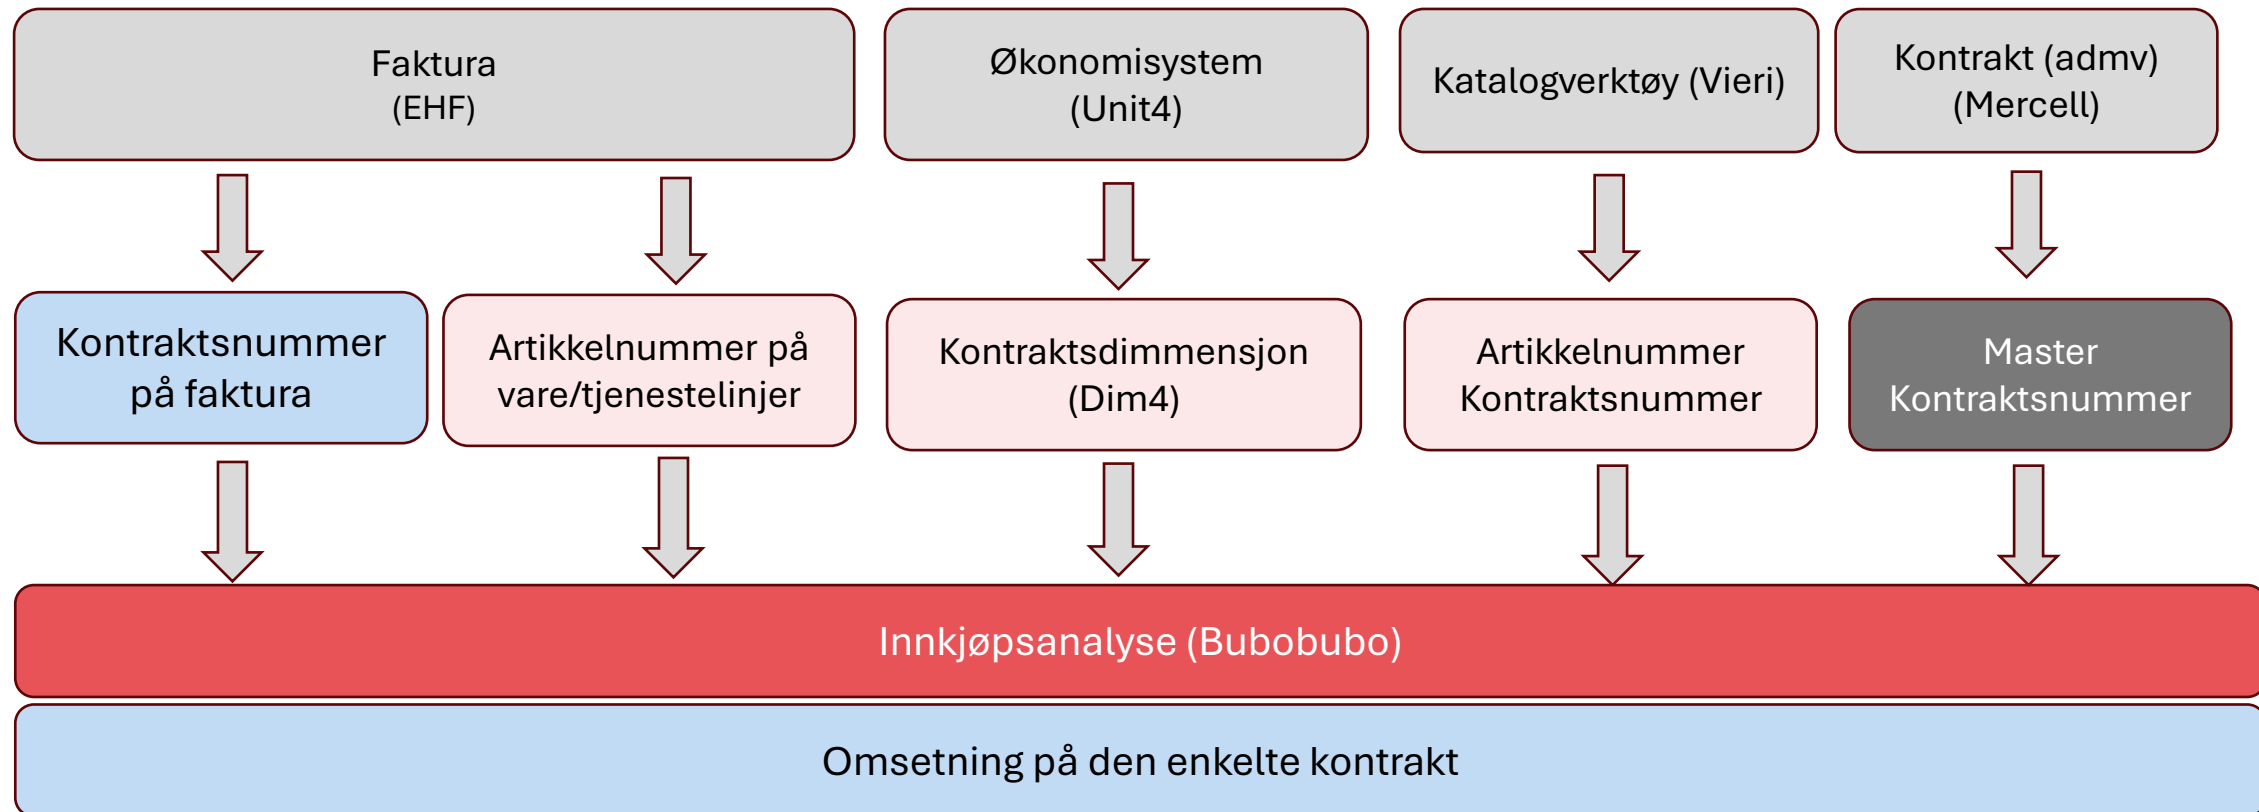 Faktura
(EHF)
Økonomisystem
(Unit4)
Katalogverktøy (Vieri)
Kontrakt (admv)
(Mercell)
Kontraktsnummer
på faktura
Artikkelnummer på
vare/tjenestelinjer
Kontraktsdimmensjon
(Dim4)
Artikkelnummer
Kontraktsnummer
Master
Kontraktsnummer
Innkjøpsanalyse (Bubobubo)
Omsetning på den enkelte kontrakt